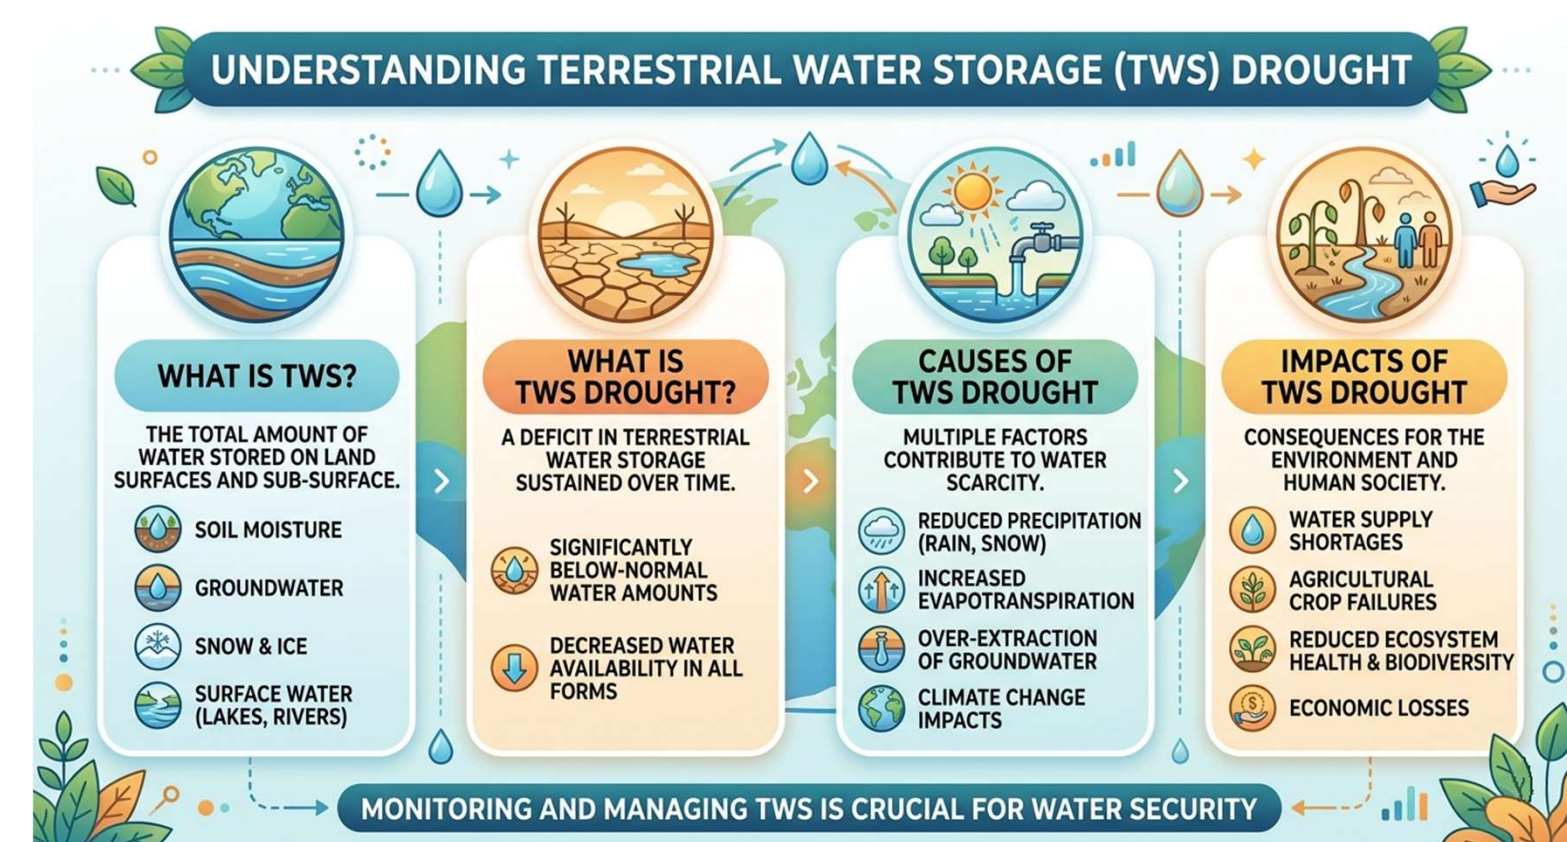 UNDERSTANDING TERRESTRIAL WATER STORAGE (TWS) DROUGHT
WHAT IS TWS?
THE TOTAL AMOUNT OF
WATER STORED ON LAND
SURFACES AND SUB-SURFACE.
SOIL MOISTURE
GROUNDWATER
SNOW & ICE
SURFACE WATER
(LAKES, RIVERS)
WHAT IS
TWS DROUGHT?
A DEFICIT IN TERRESTRIAL
WATER STORAGE
SUSTAINED OVER TIME.
SIGNIFICANTLY
BELOW-NORMAL
WATER AMOUNTS
DECREASED WATER
AVAILABILITY IN ALL
FORMS
CAUSES OF
TWS DROUGHT
MULTIPLE FACTORS
CONTRIBUTE TO WATER
SCARCITY.
REDUCED PRECIPITATION
(RAIN, SNOW)
INCREASED
EVAPOTRANSPIRATION
OVER-EXTRACTION
OF GROUNDWATER
CLIMATE CHANGE
IMPACTS
IMPACTS OF
TWS DROUGHT
CONSEQUENCES FOR THE
ENVIRONMENT AND
HUMAN SOCIETY.
WATER SUPPLY
SHORTAGES
AGRICULTURAL
CROP FAILURES
REDUCED ECOSYSTEM
HEALTH & BIODIVERSITY
$
ECONOMIC LOSSES
MONITORING AND MANAGING TWS IS CRUCIAL FOR WATER SECURITY